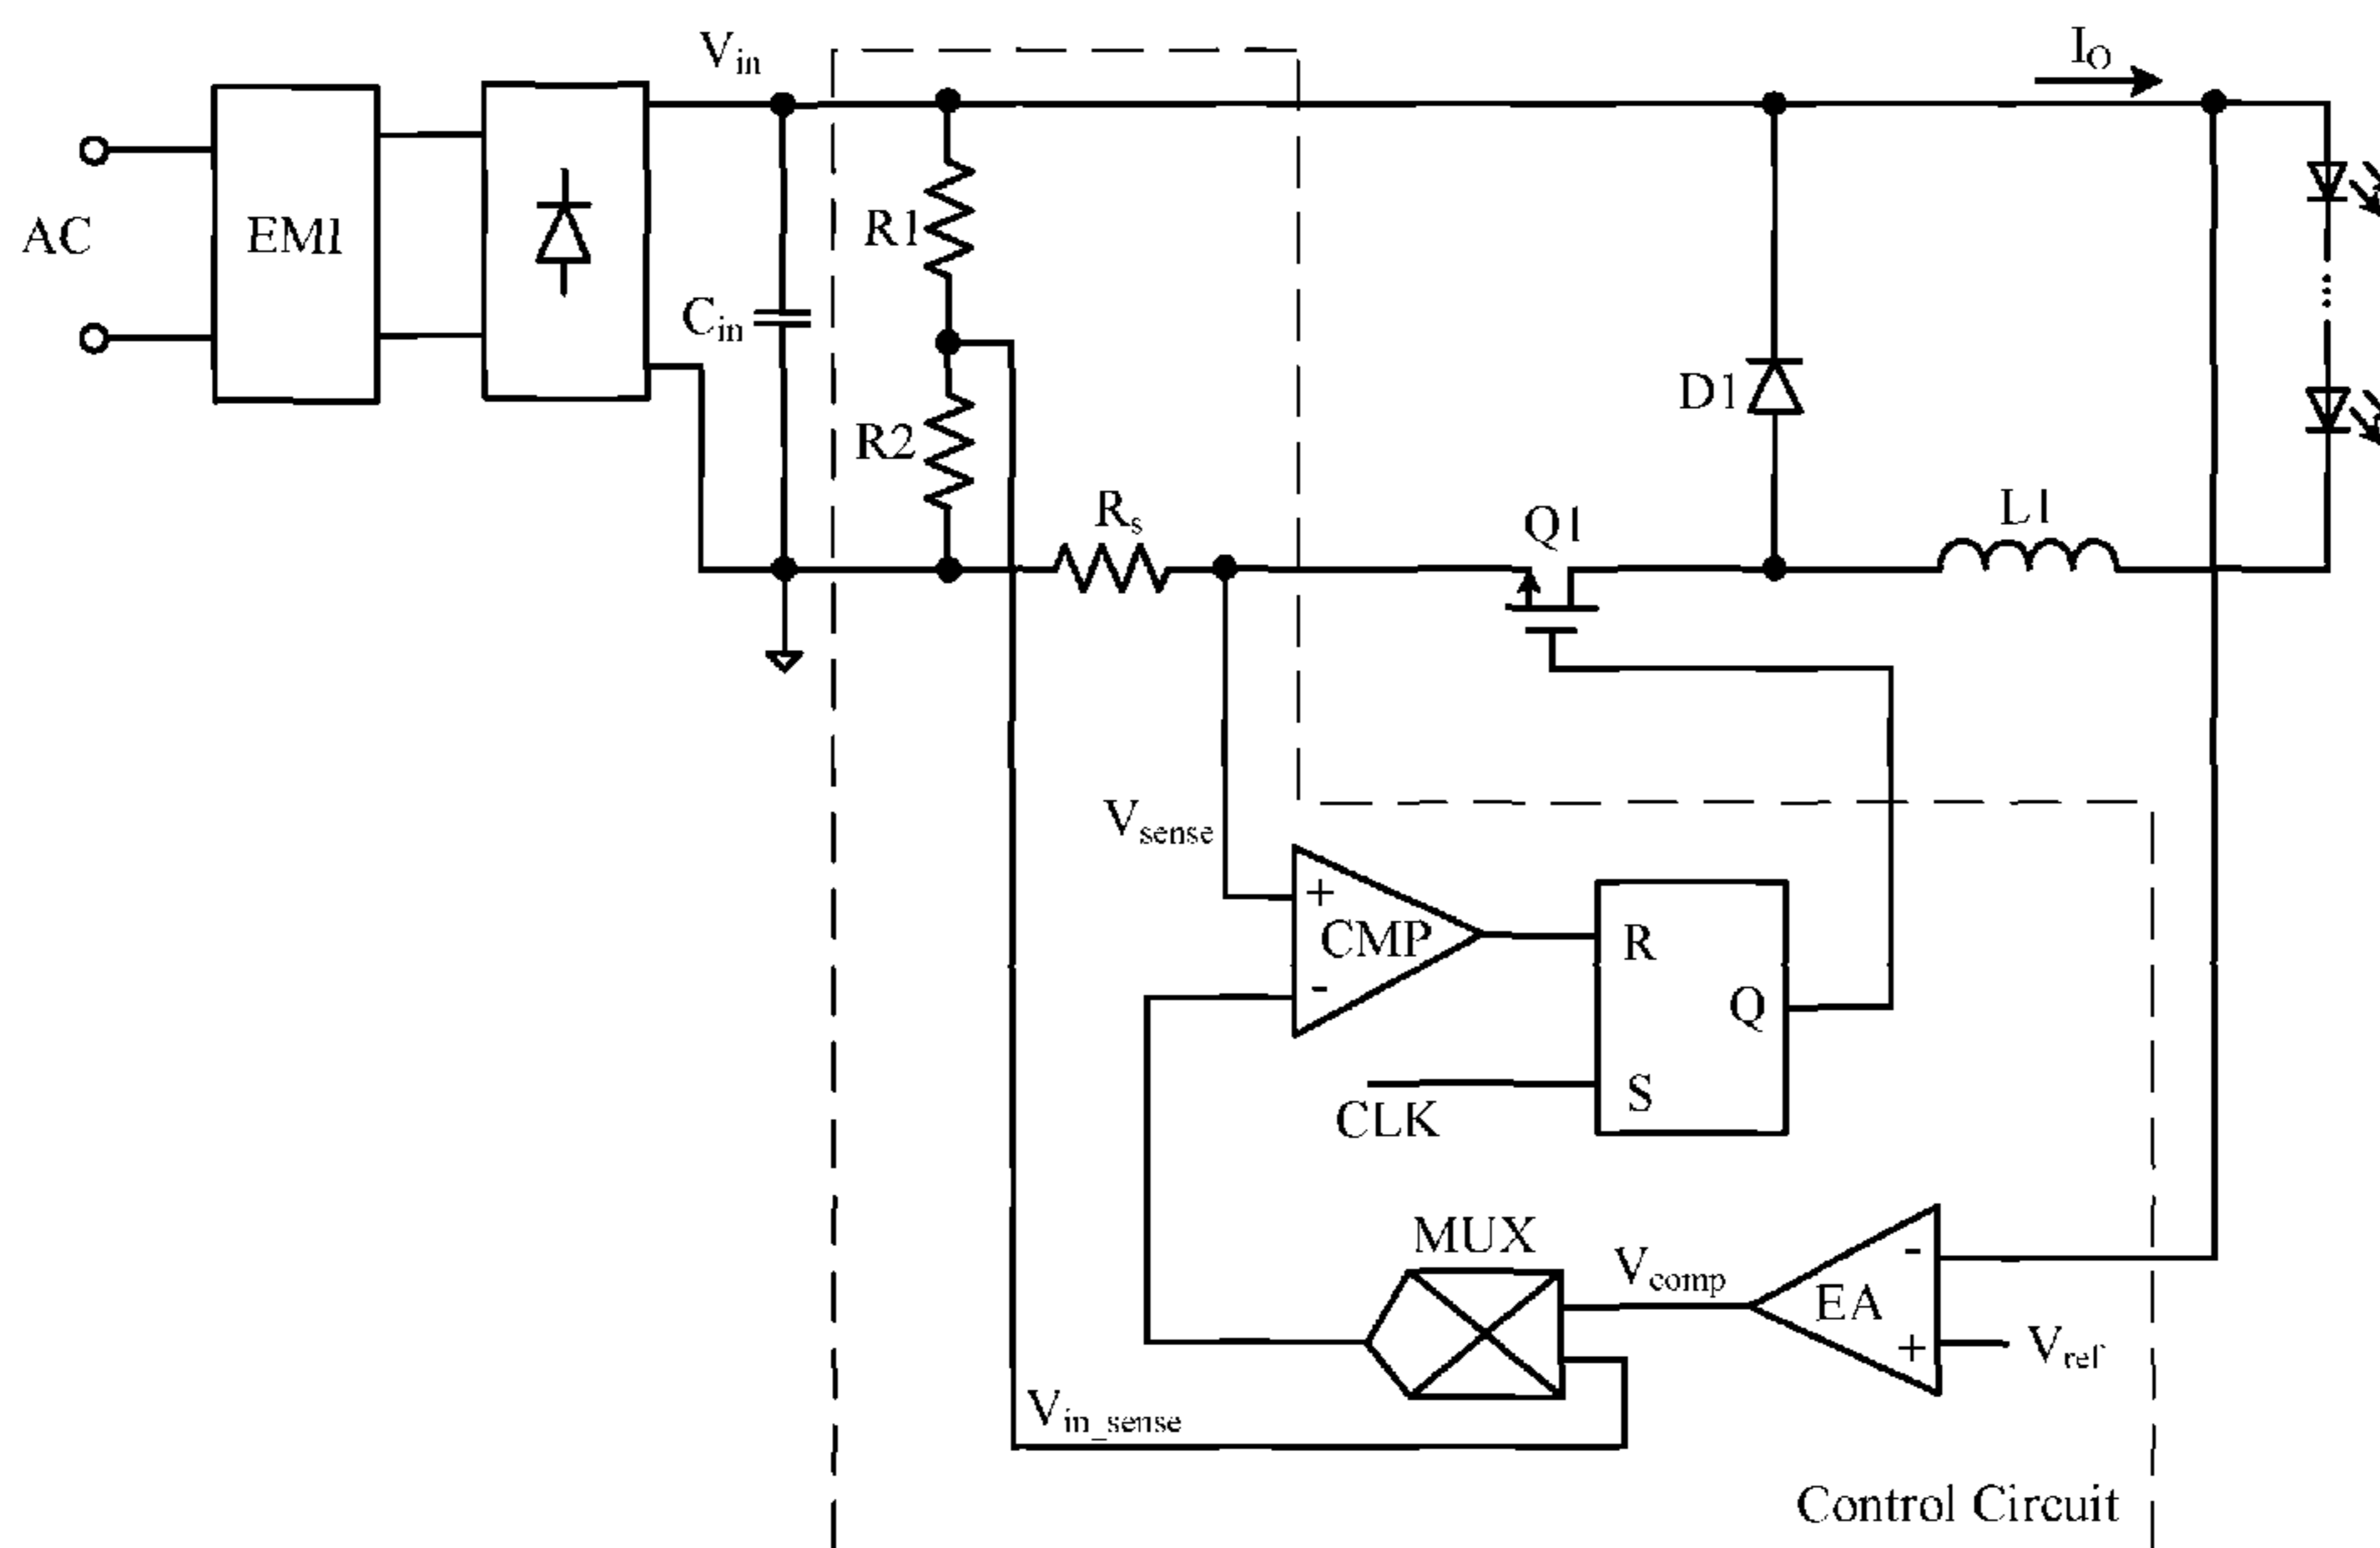 V_in
I_O
AC
EMI
R1
C_in
D1
R2
R_s
Q1
L1
V_sense
+
CMP
R
-
Q
S
CLK
MUX
V_comp
-
EA
+
V_ref
V_in_sense
Control Circuit